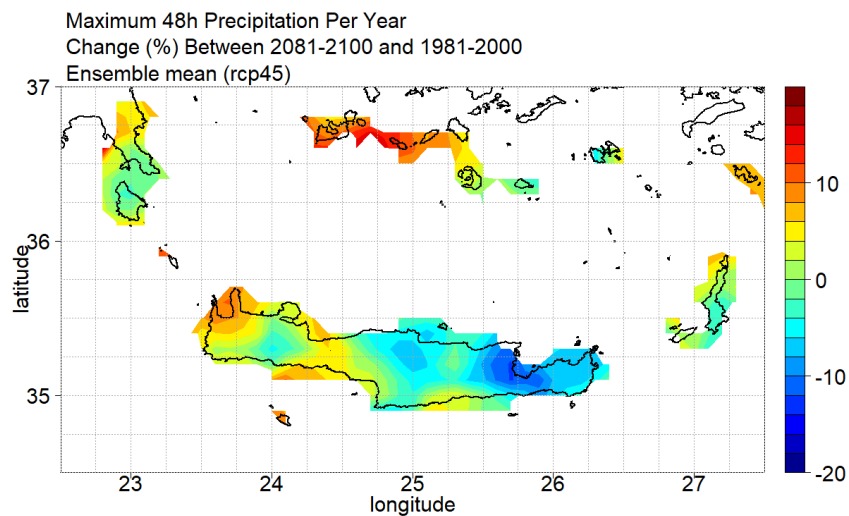 Maximum 48h Precipitation Per Year
Change (%) Between 2081-2100 and 1981-2000
Ensemble mean (rcp45)
37
36
35
latitude
23
24
25
26
27
longitude
10
0
-10
-20